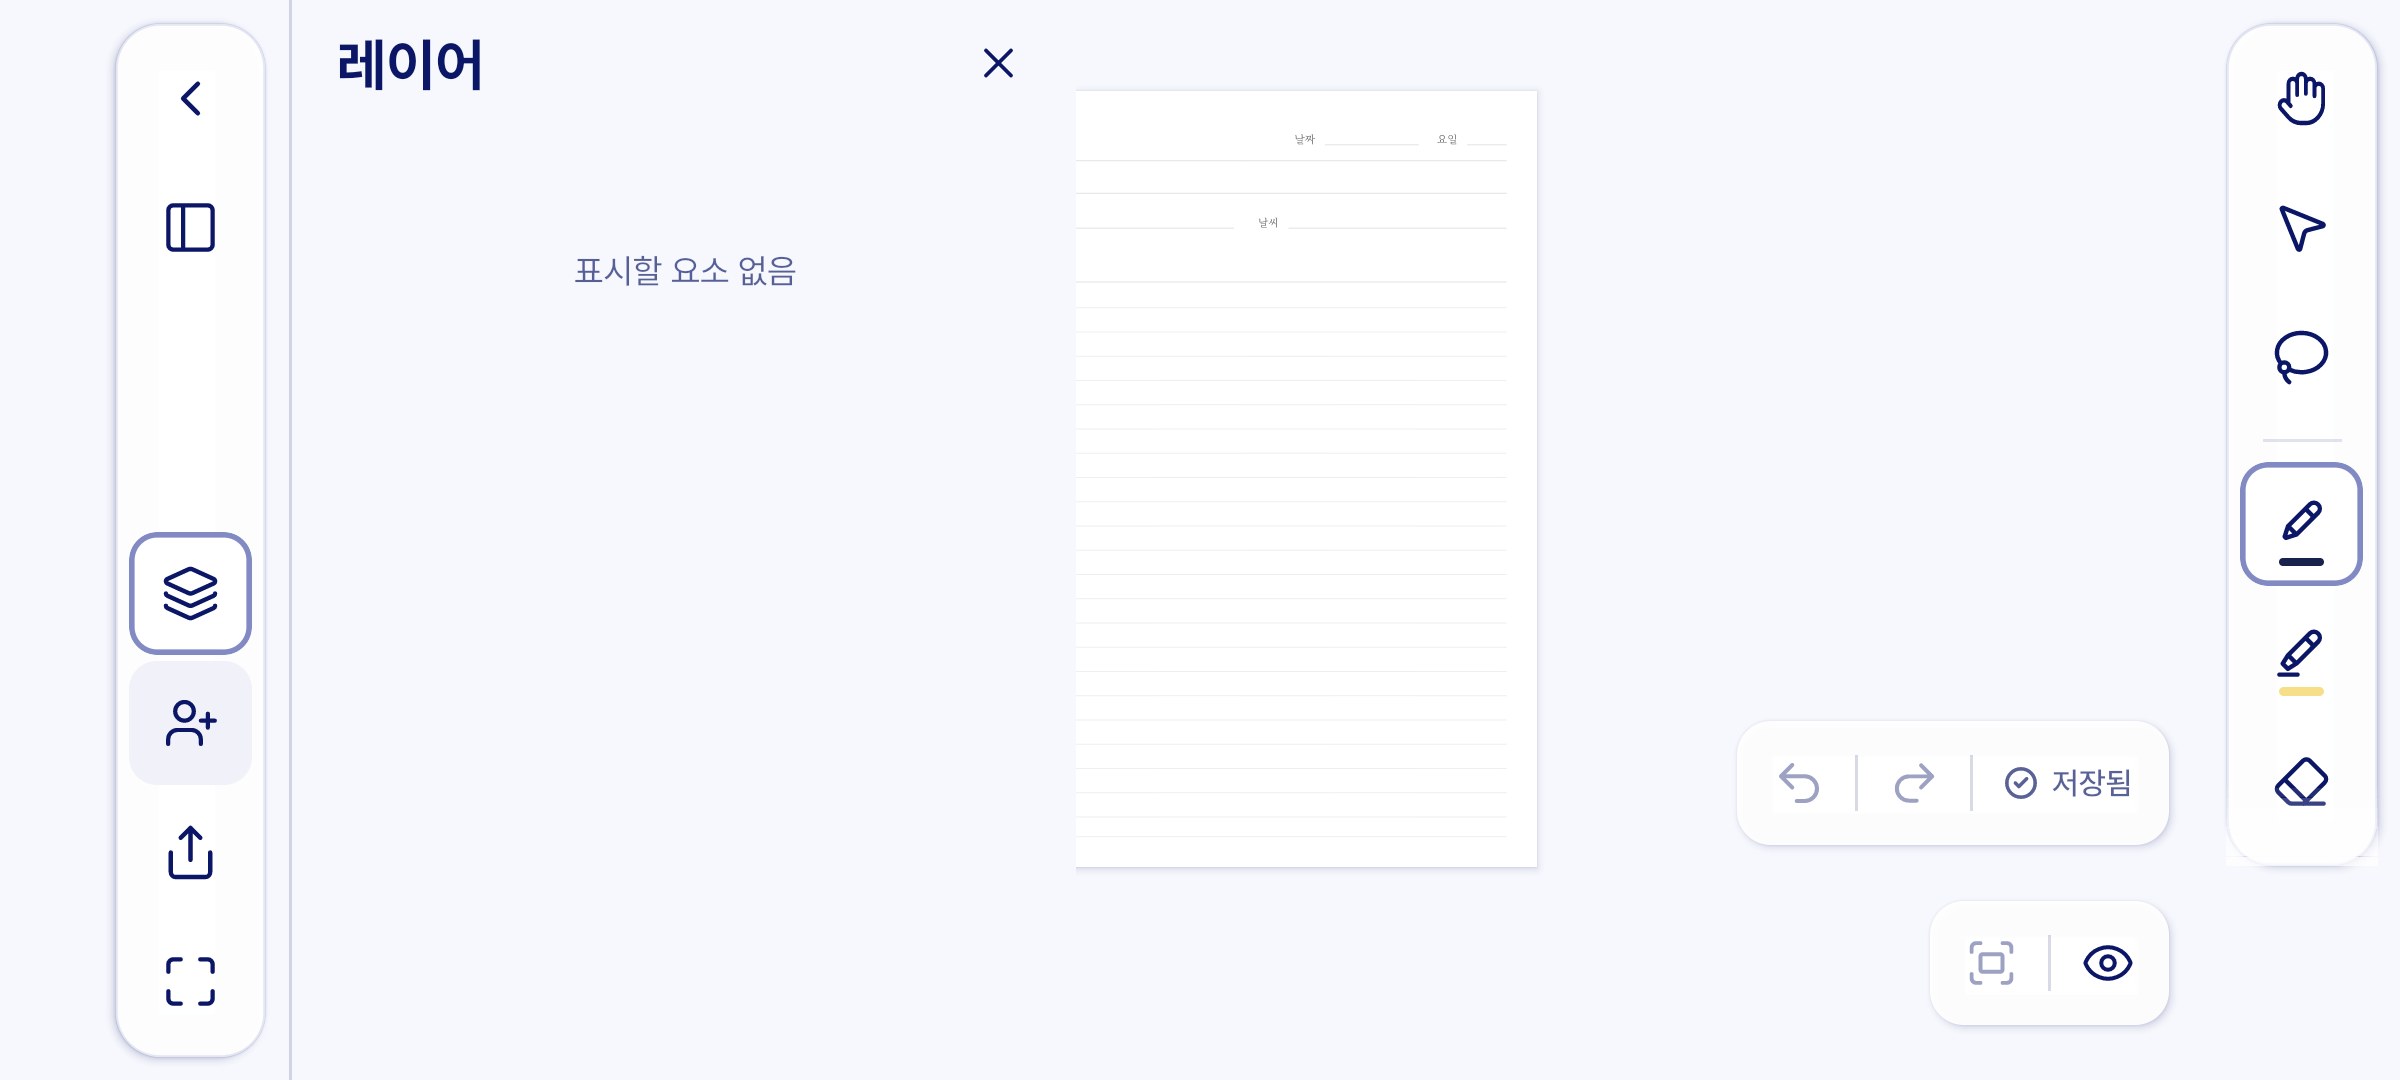 레이어
표시할 요소 없음
날짜 요일
날씨
저장됨